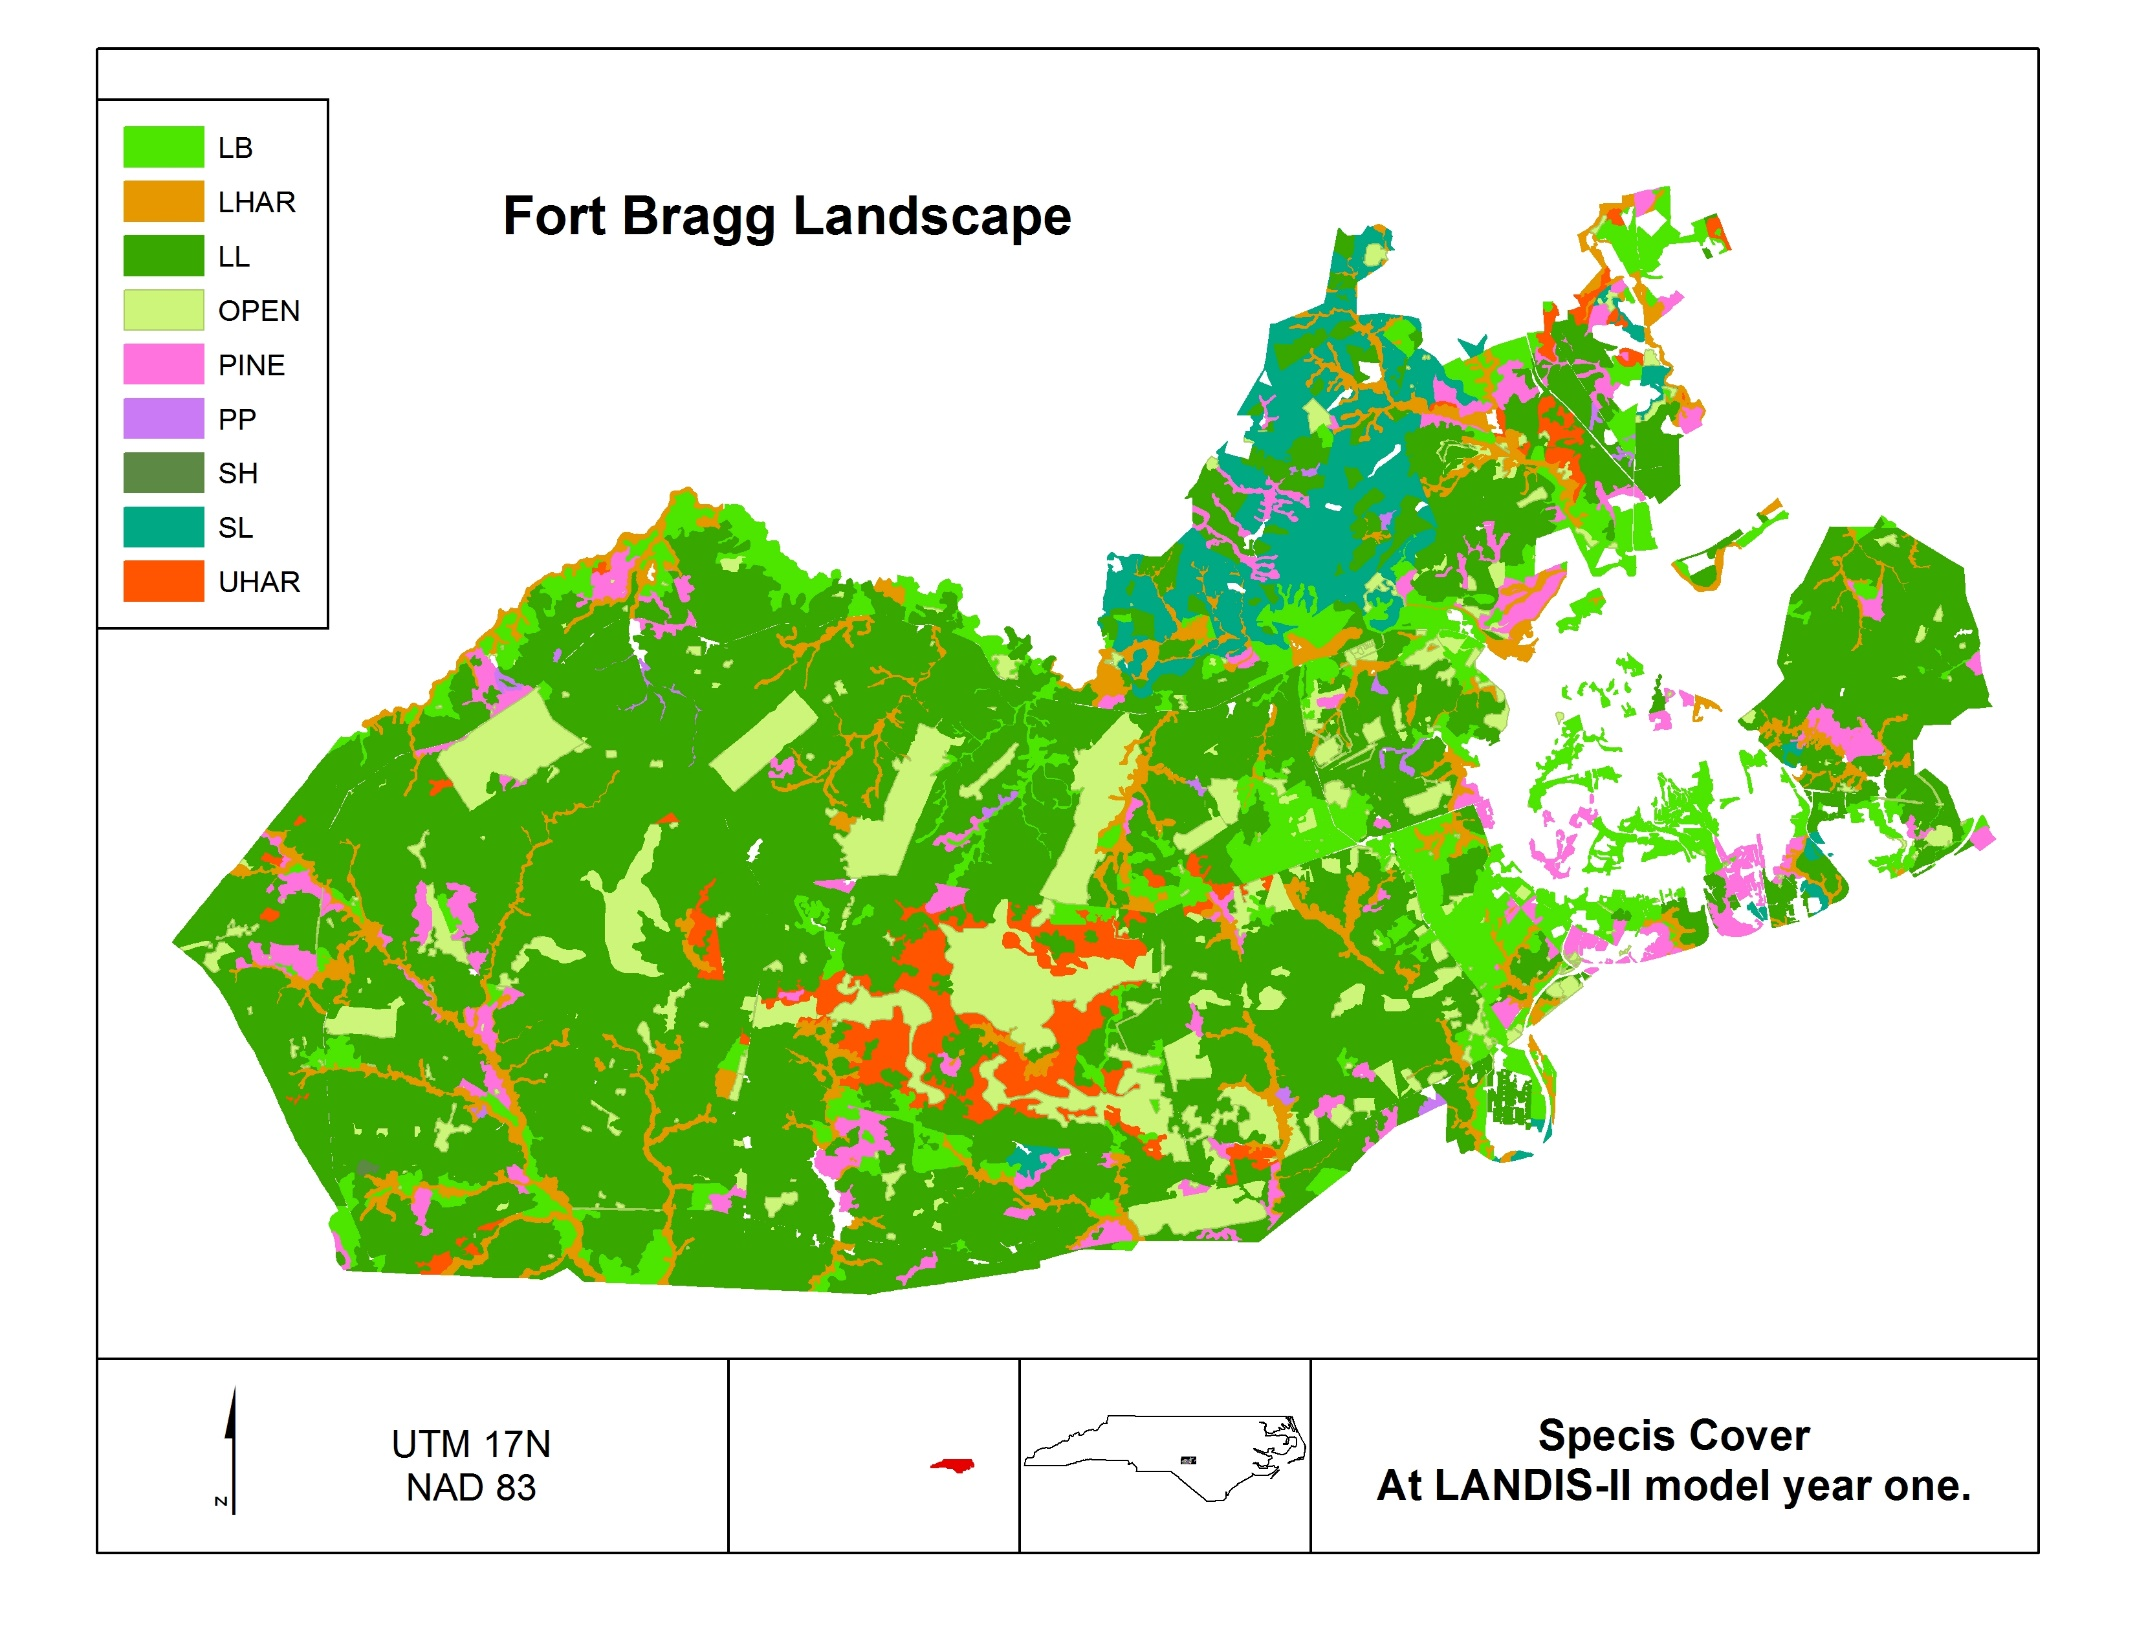 Fort Bragg Landscape
LB
LHAR
LL
OPEN
PINE
PP
SH
SL
UHAR
N
UTM 17N
NAD 83
Specis Cover
At LANDIS-II model year one.